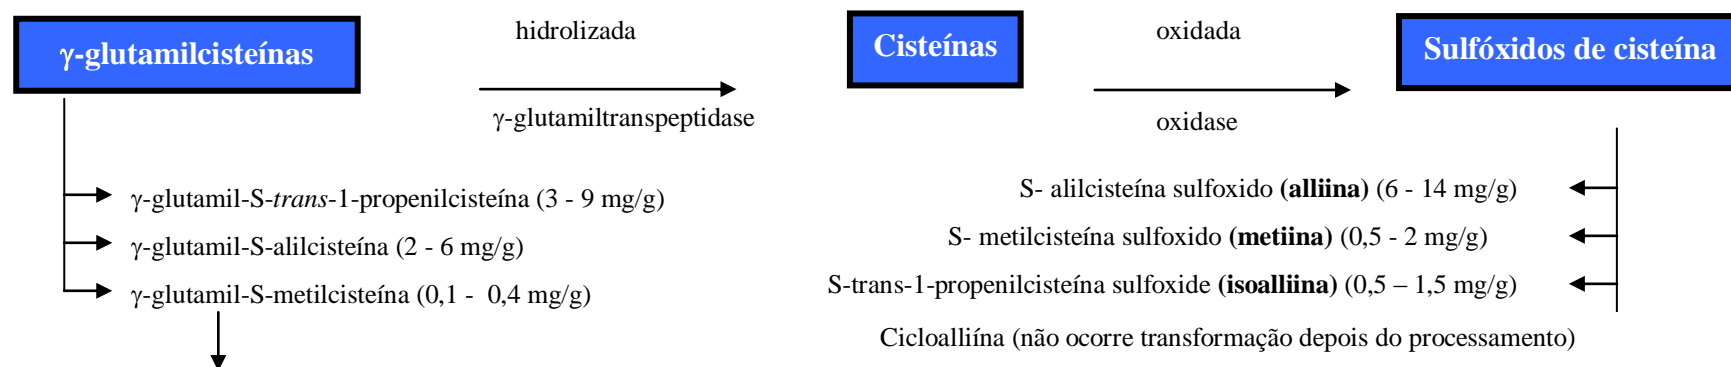 γ-glutamilcisteínas
hidrolizada
γ-glutamiltranspeptidase
Cisteínas
oxidada
oxidase
Sulfóxidos de cisteína
γ-glutamil-S-trans-1-propenilcisteína (3 - 9 mg/g)
γ-glutamil-S-alilcisteína (2 - 6 mg/g)
γ-glutamil-S-metilcisteína (0,1 - 0,4 mg/g)
S- alilcisteína sulfoxido (alliina) (6 - 14 mg/g)
S- metilcisteína sulfoxido (metiina) (0,5 - 2 mg/g)
S-trans-1-propenilcisteína sulfoxide (isoalliina) (0,5 – 1,5 mg/g)
Cicloalliína (não ocorre transformação depois do processamento)